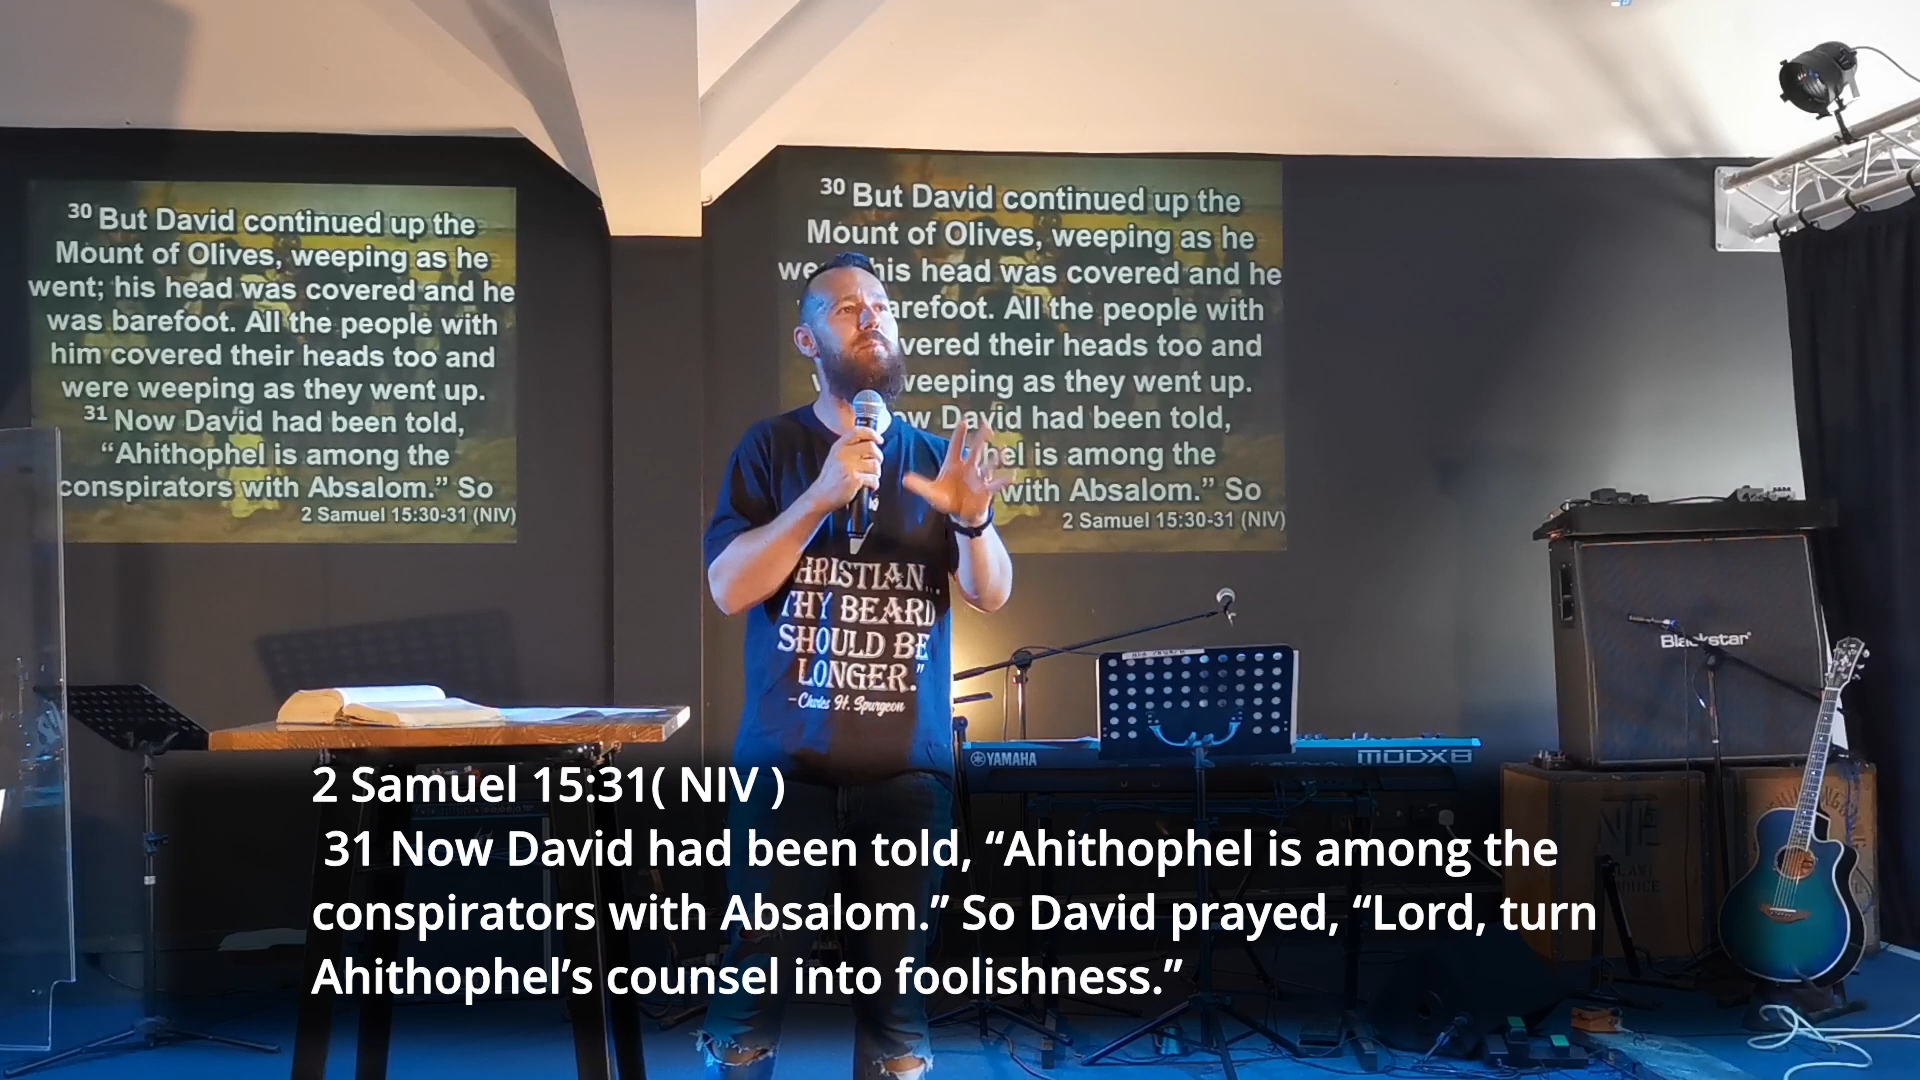 30 But David continued up the
Mount of Olives, weeping as he
went; his head was covered and he
was barefoot. All the people with
him covered their heads too and
were weeping as they went up.
31 Now David had been told,
“Ahithophel is among the
conspirators with Absalom.” So
2 Samuel 15:30-31 (NIV)
30 But David continued up the
Mount of Olives, weeping as he
his head was covered and he
arefoot. All the people with
vered their heads too and
weeping as they went up.
ow David had been told,
hel is among the
with Absalom.” So
2 Samuel 15:30-31 (NIV)
HRISTIAN...
THY BEARD
SHOULD BE
LONGER.”
–Charles H. Spurgeon
Blackstar
YAMAHA
MODX8
2 Samuel 15:31( NIV )
31 Now David had been told, “Ahithophel is among the
conspirators with Absalom.” So David prayed, “Lord, turn
Ahithophel’s counsel into foolishness.”